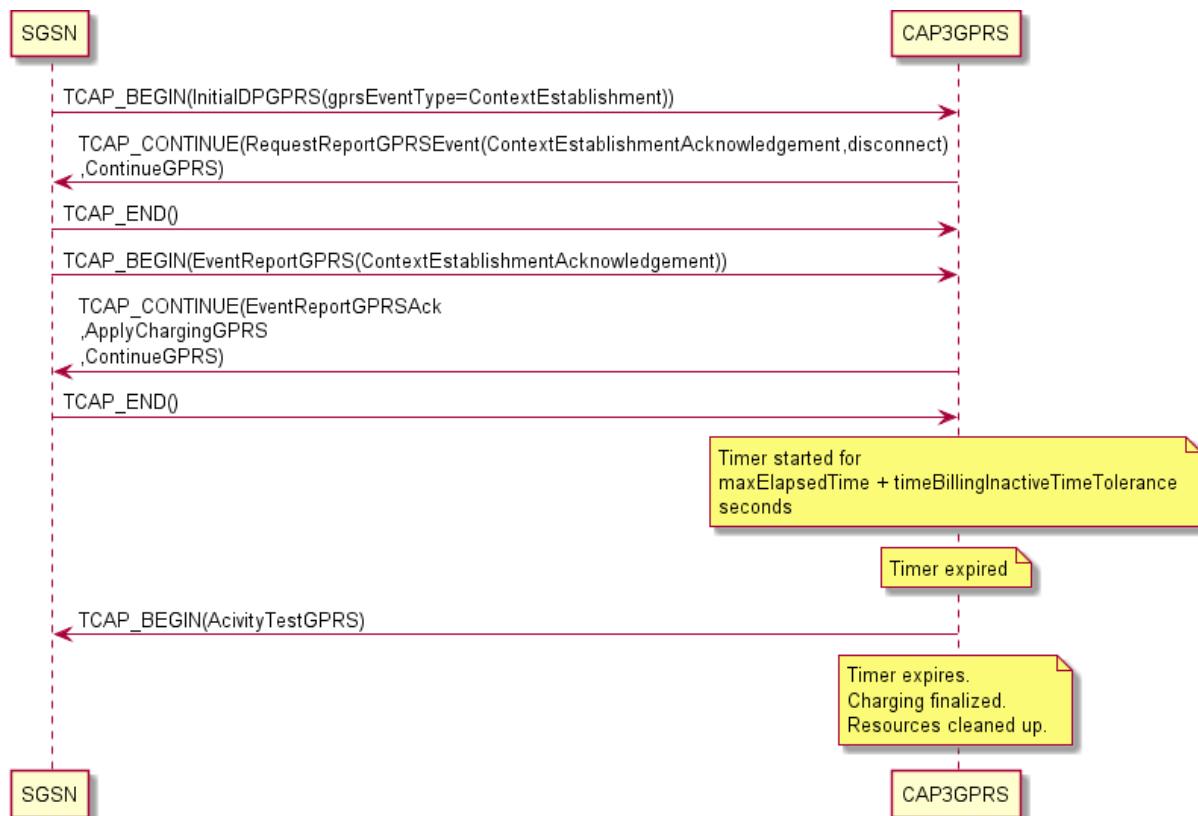 SGSN
CAP3GPRS
TCAP_BEGIN(InitialDPGPRS(gprsEventType=ContextEstablishment))
TCAP_CONTINUE(RequestReportGPRSEvent(ContextEstablishmentAcknowledgement,disconnect)
,ContinueGPRS)
TCAP_END()
TCAP_BEGIN(EventReportGPRS(ContextEstablishmentAcknowledgement))
TCAP_CONTINUE(EventReportGPRSAck
,ApplyChargingGPRS
,ContinueGPRS)
TCAP_END()
Timer started for
maxElapsedTime + timeBillingInactiveTimeTolerance
seconds
Timer expired
TCAP_BEGIN(AcivityTestGPRS)
Timer expires.
Charging finalized.
Resources cleaned up.
SGSN
CAP3GPRS